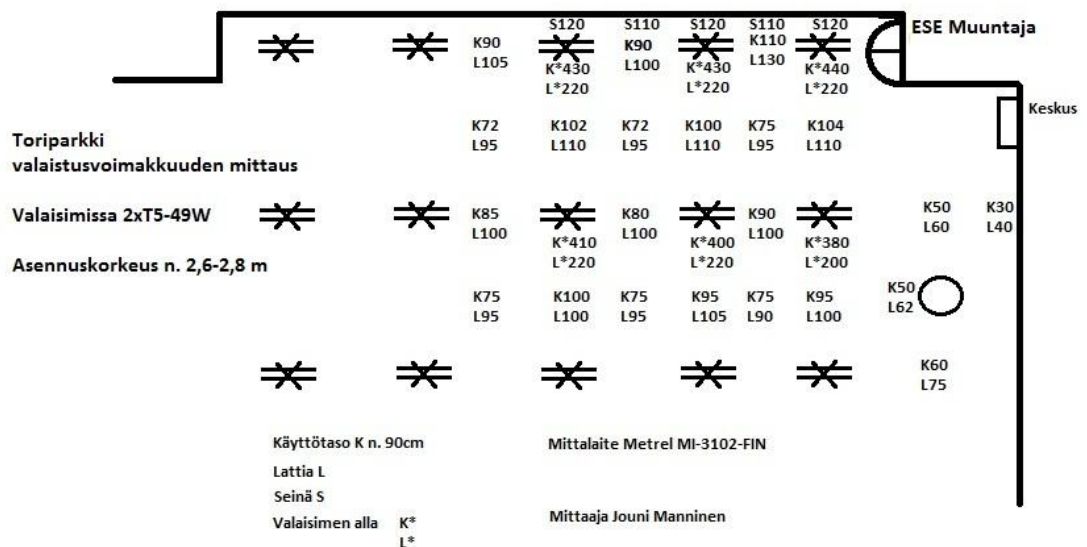 S120 S110 S120 S110 S120
ESE Muuntaja
K90 K90 K110
L105 L100 L130
K*430 K*430 K*440
L*220 L*220 L*220
Keskus
Toriparkki
valaistusvoimakkuuden mittaus
K72 K102 K72 K100 K75 K104
L95 L110 L95 L110 L95 L110
Valaisimissa 2xT5-49W
K85 K80 K90 K50 K30
L100 L100 L100 L60 L40
K*410 K*400 K*380
L*220 L*220 L*200
Asennuskorkeus n. 2,6-2,8 m
K75 K100 K75 K95 K75 K95 K50
L95 L100 L95 L105 L90 L100 L62
K60
L75
Käyttötaso K n. 90cm Mittalaite Metrel MI-3102-FIN
Lattia L
Seinä S
Valaisimen alla K*
L*
Mittaaja Jouni Manninen